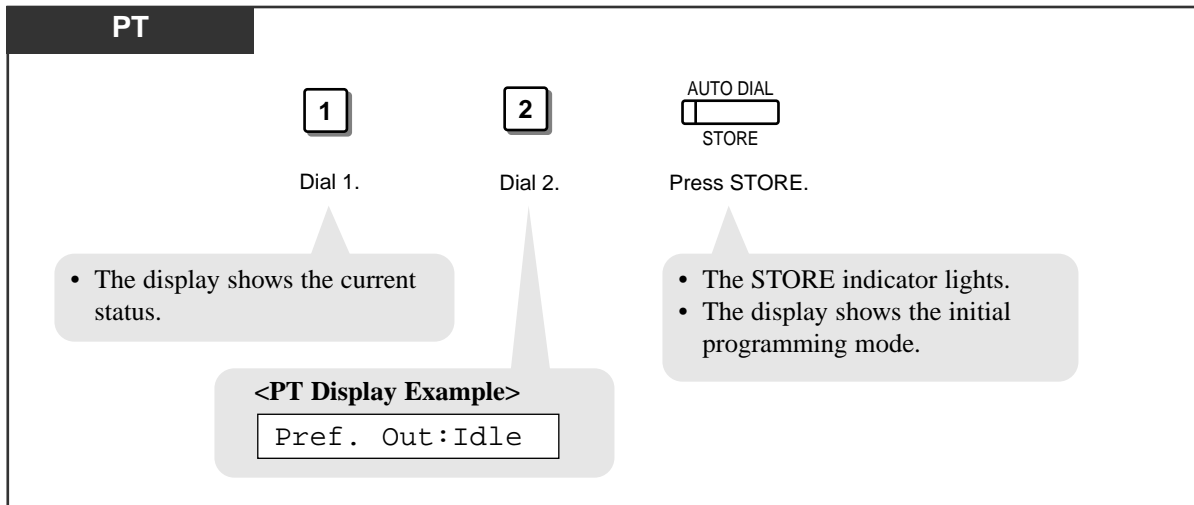 PT
1
2
AUTO DIAL
STORE
Dial 1.
Dial 2.
Press STORE.
• The display shows the current
status.
• The STORE indicator lights.
• The display shows the initial
programming mode.
<PT Display Example>
Pref. Out:Idle